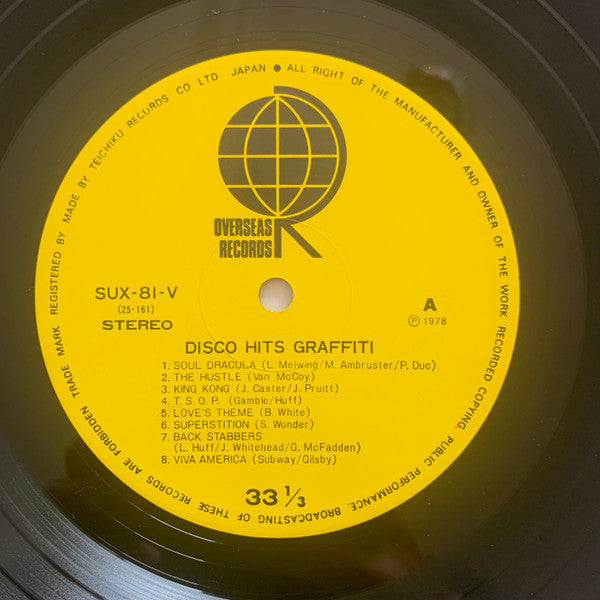 TRADE MARK REGISTERED BY MADE BY TEICHIKU RECORDS CO LTD JAPAN ● ALL RIGHT OF THE MANUFACTURER AND OWNER OF THE WORK RECORDED COPYING. PUBLIC PERFORMANCE. BROADCASTING OF THESE RECORDS ARE FORBIDDEN
OVERSEAS
RECORDS
SUX-81-V
(25-161)
STEREO
A
Ⓟ 1978
DISCO HITS GRAFFITI
1. SOUL DRACULA (L. Melwing/M. Ambruster/P. Duc)
2. THE HUSTLE (Van McCoy)
3. KING KONG (J. Caster/J. Pruitt)
4. T. S. O. P. (Gamble/Huff)
5. LOVE'S THEME (B. White)
6. SUPERSTITION (S. Wonder)
7. BACK STABBERS
(L. Huff/J. Whitehead/G. McFadden)
8. VIVA AMERICA (Subway/Gilsby)
33 1/3